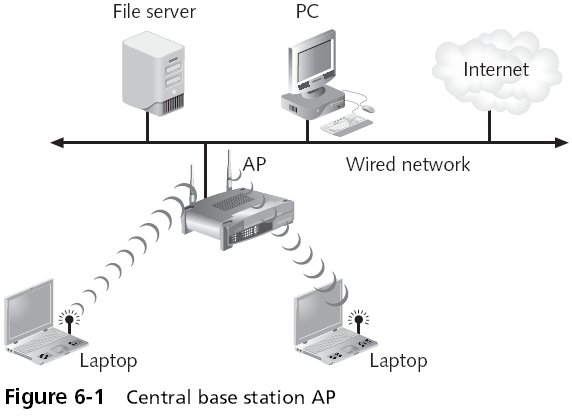 File server
PC
Internet
AP
Wired network
Laptop
Laptop
Figure 6-1 Central base station AP